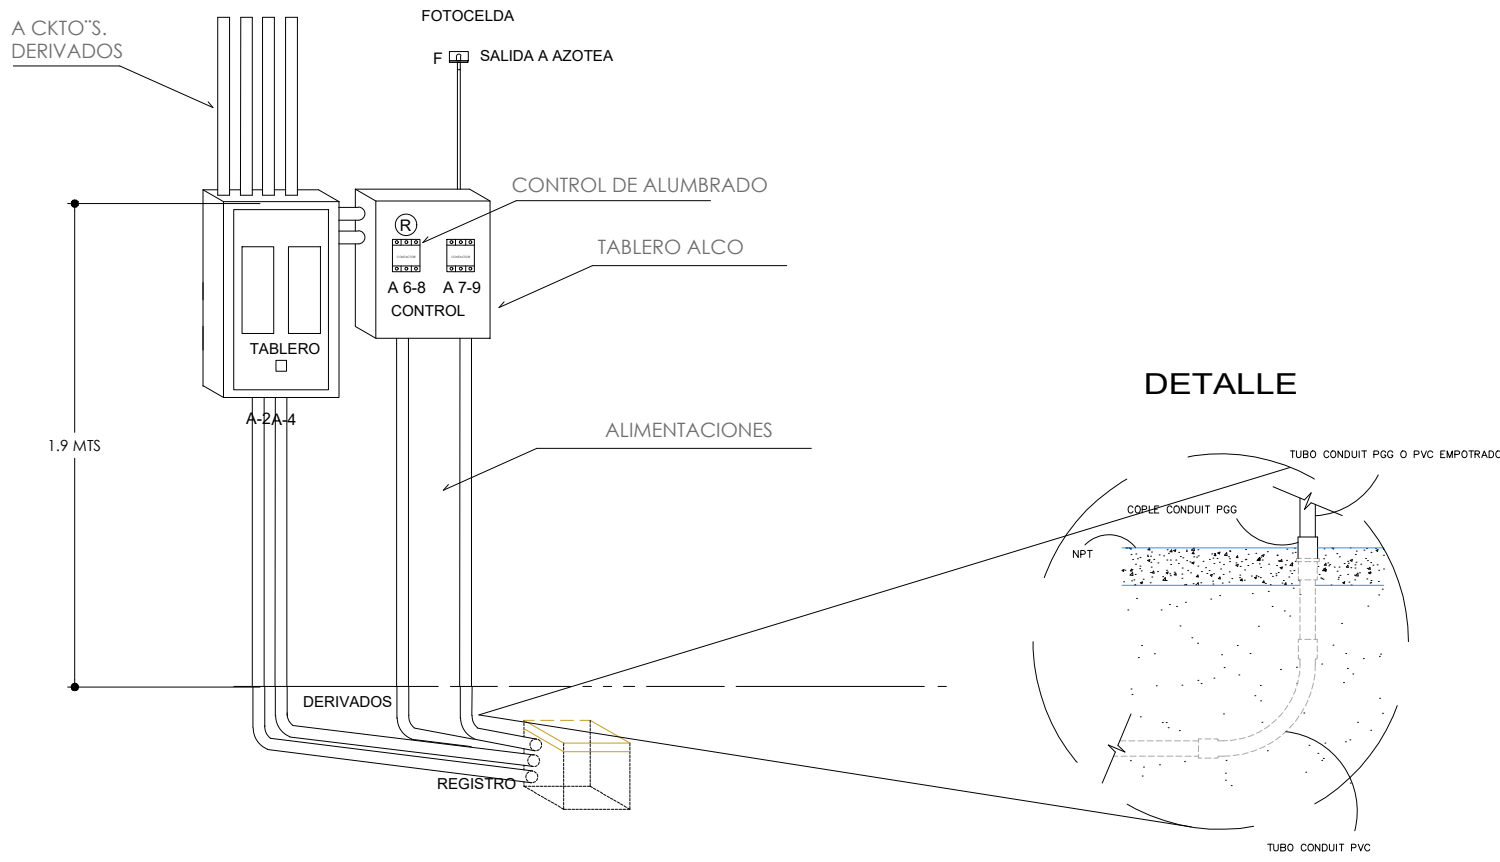 FOTOCELDA
A CKTO¨S.
DERIVADOS
F
SALIDA A AZOTEA
CONTROL DE ALUMBRADO
R
TABLERO ALCO
A 6-8
A 7-9
CONTROL
TABLERO
A-2A-4
1.9 MTS
ALIMENTACIONES
DERIVADOS
REGISTRO
DETALLE
TUBO CONDUIT PGG O PVC EMPOTRADO
COPLE CONDUIT PGG
NPT
TUBO CONDUIT PVC